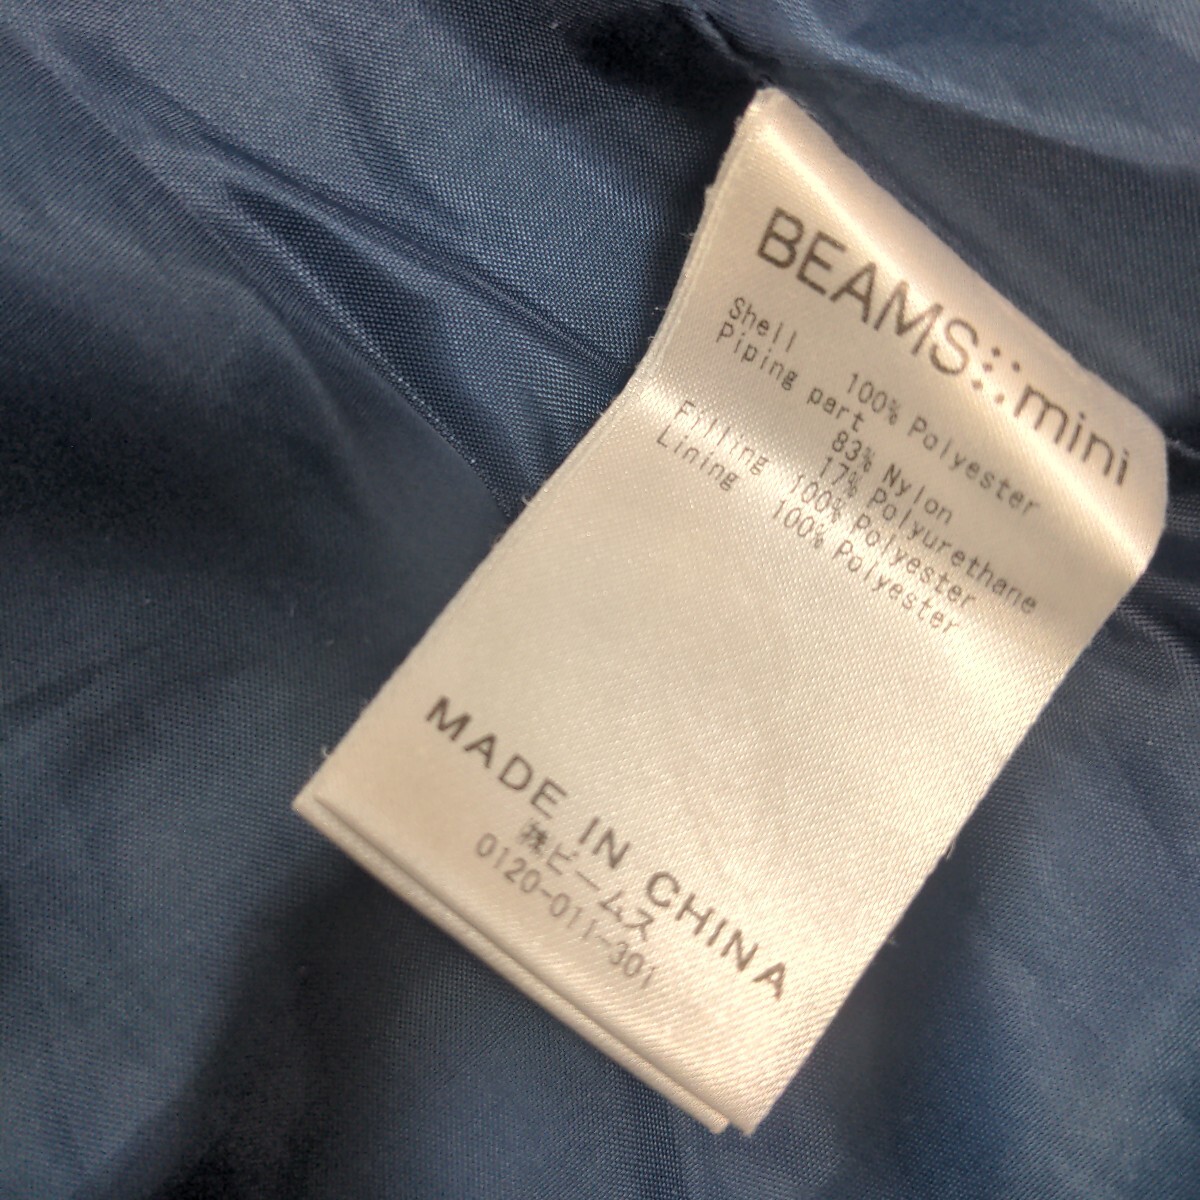 BEAMS mini
Shell 100% Polyester
Piping part
83% Nylon
17% Polyurethane
Filling 100% Polyester
Lining 100% Polyester
MADE IN CHINA
㈱ビームス
0120-011-301